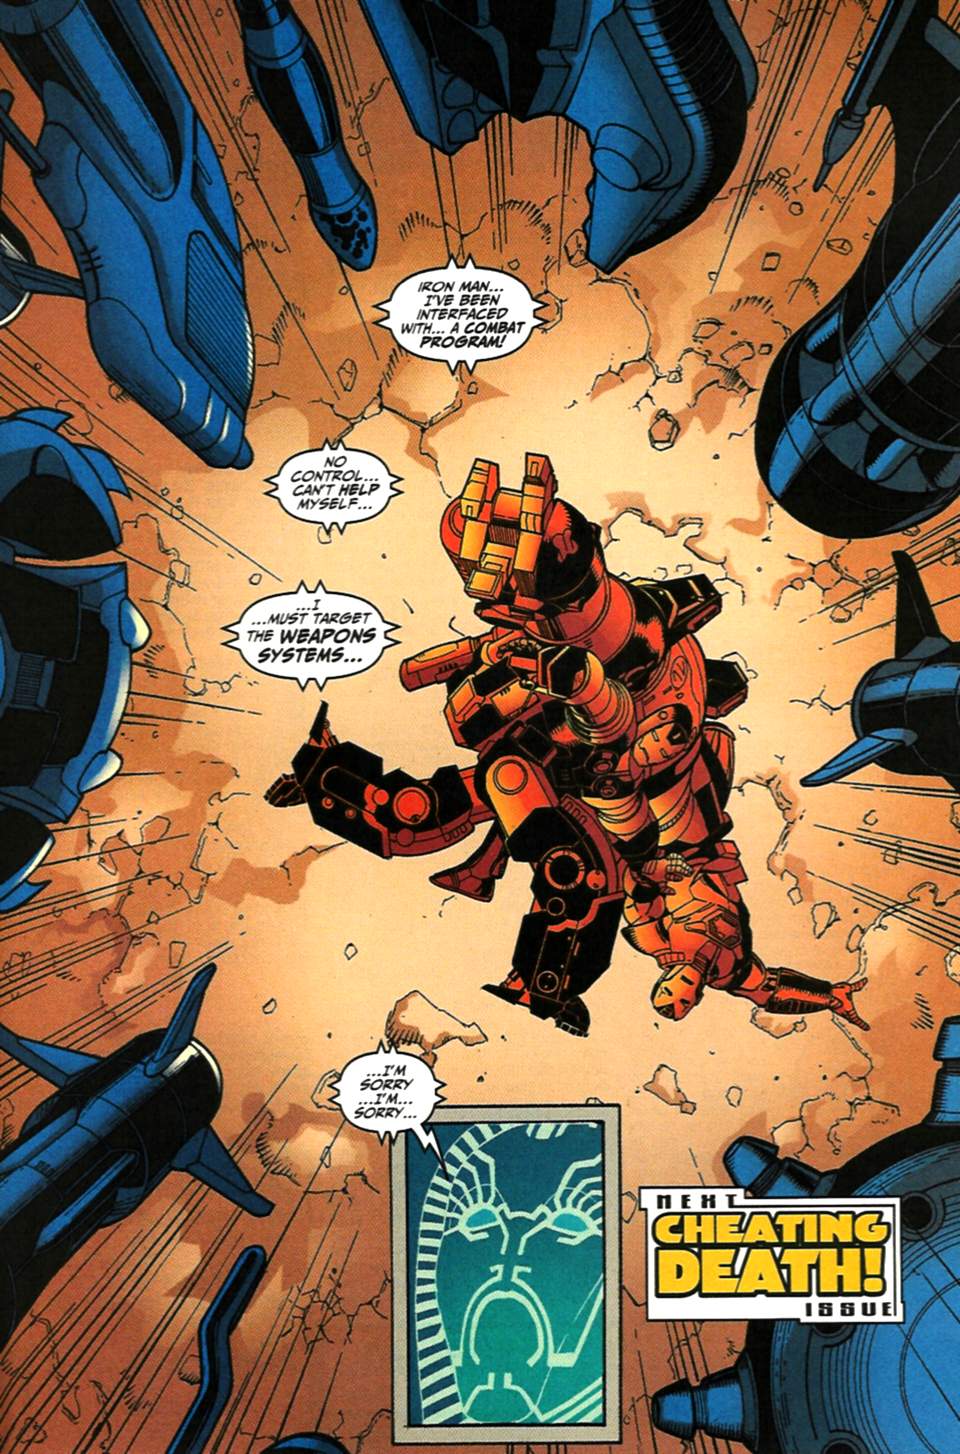 IRON MAN...
I'VE BEEN
INTERFACED
WITH... A COMBAT
PROGRAM!
NO
CONTROL...
CAN'T HELP
MYSELF...
...I
...MUST TARGET
THE WEAPONS
SYSTEMS...
...I'M
SORRY
...I'M...
SORRY...
NEXT
CHEATING
DEATH!
ISSUE